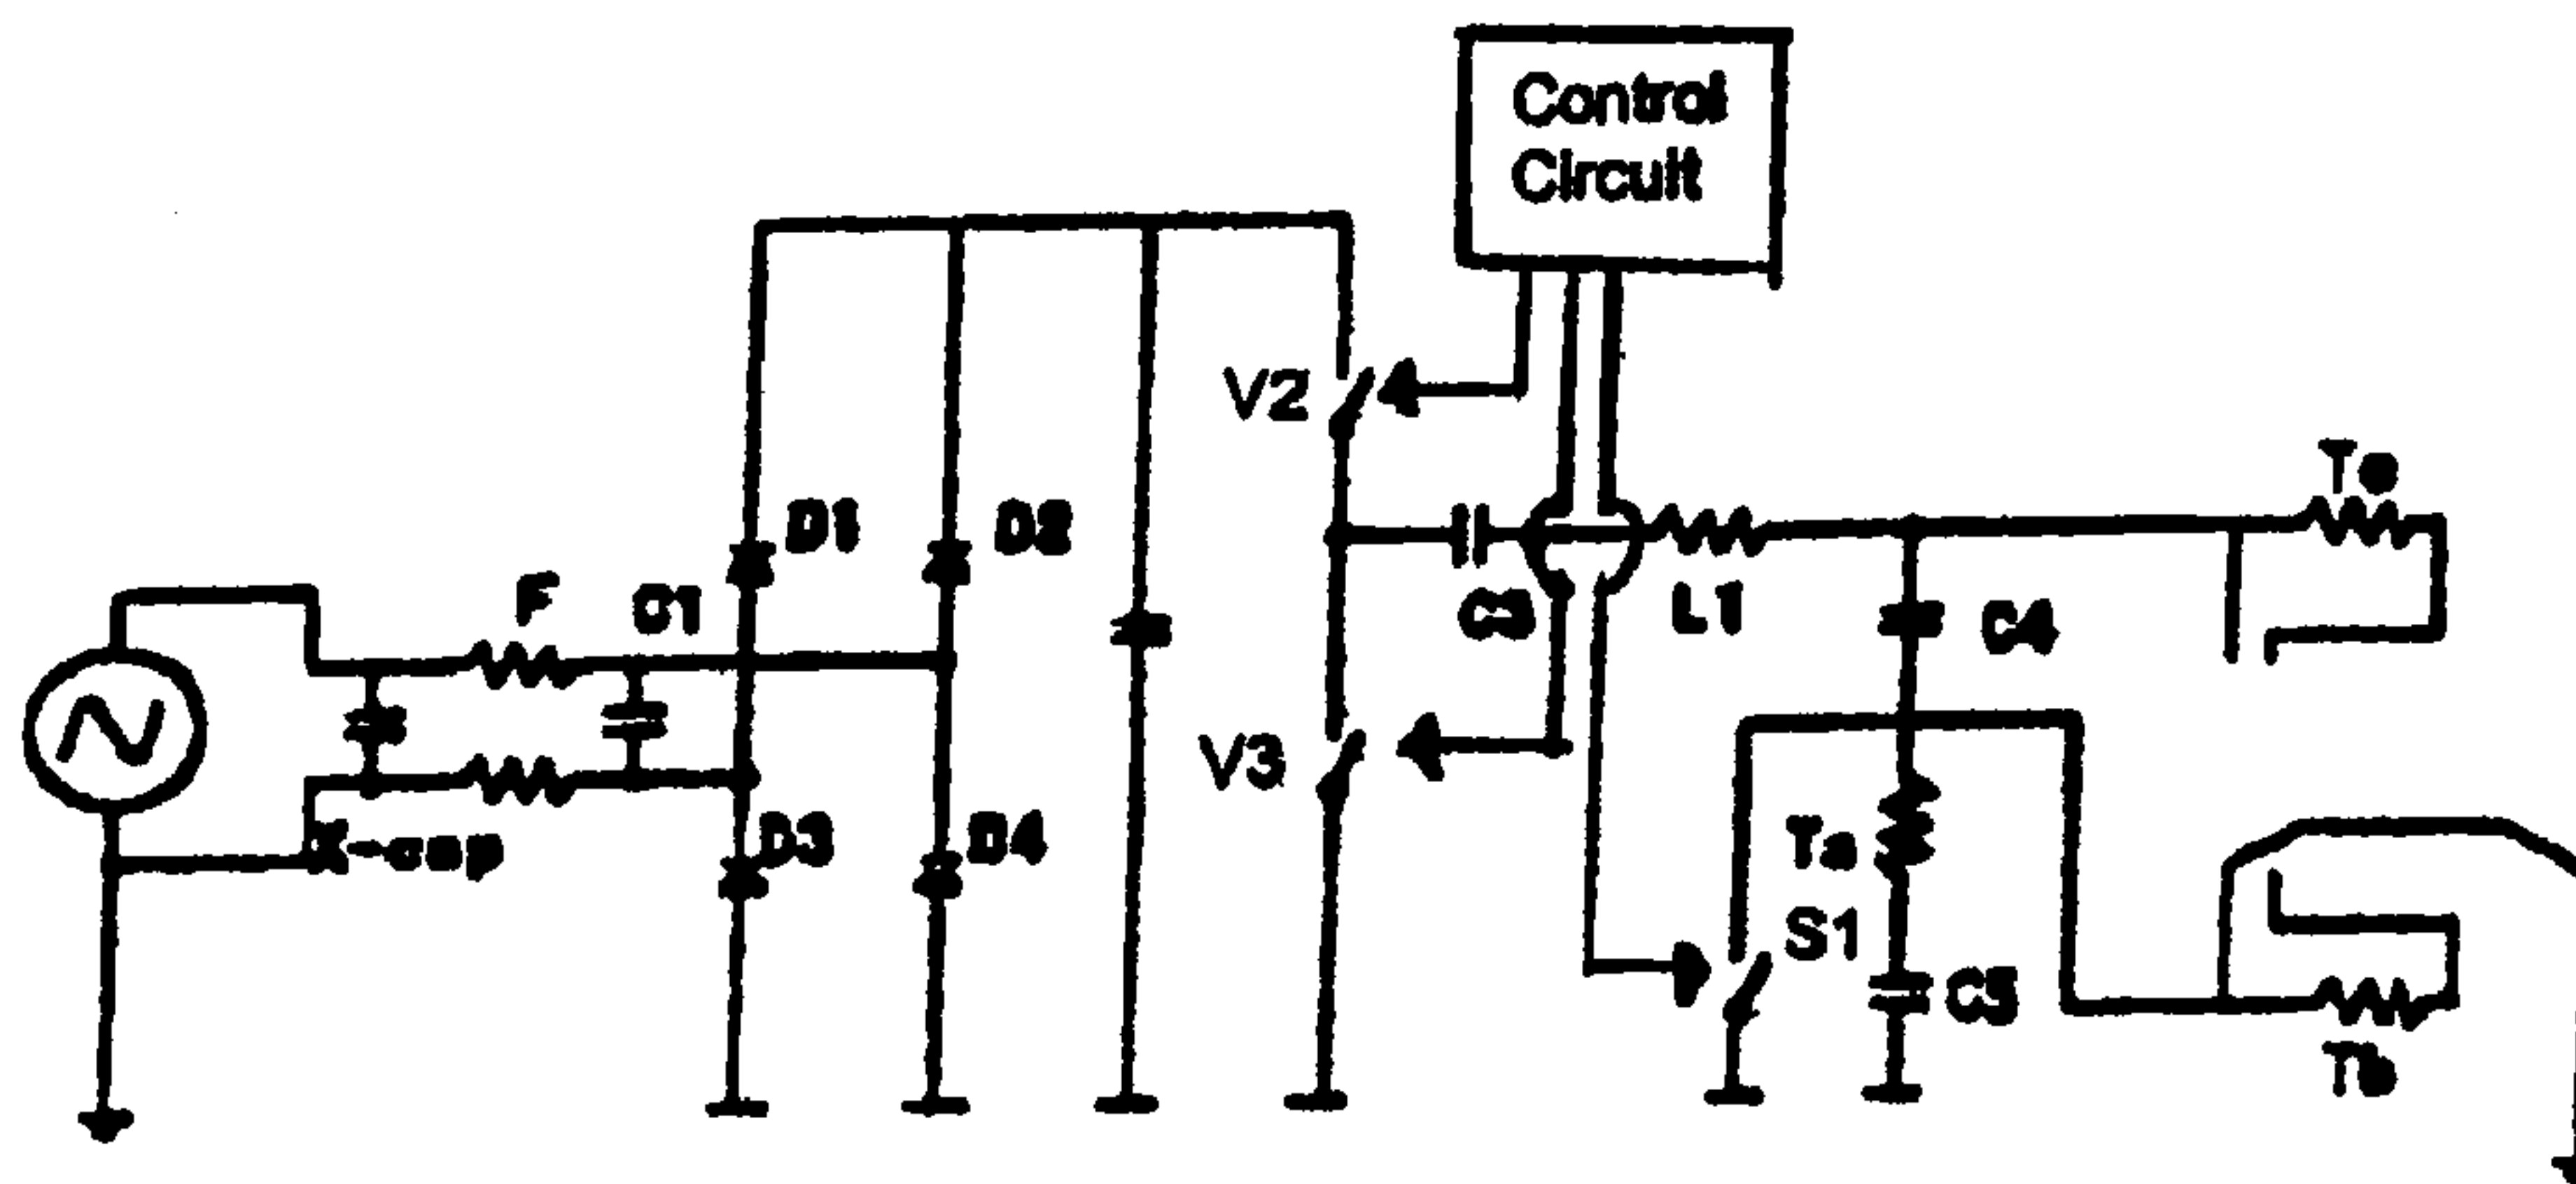 Control
Circuit
V2
D1
D2
F
C1
C3
L1
C4
V3
X-cap
D3
D4
Ta
S1
C5
Tb